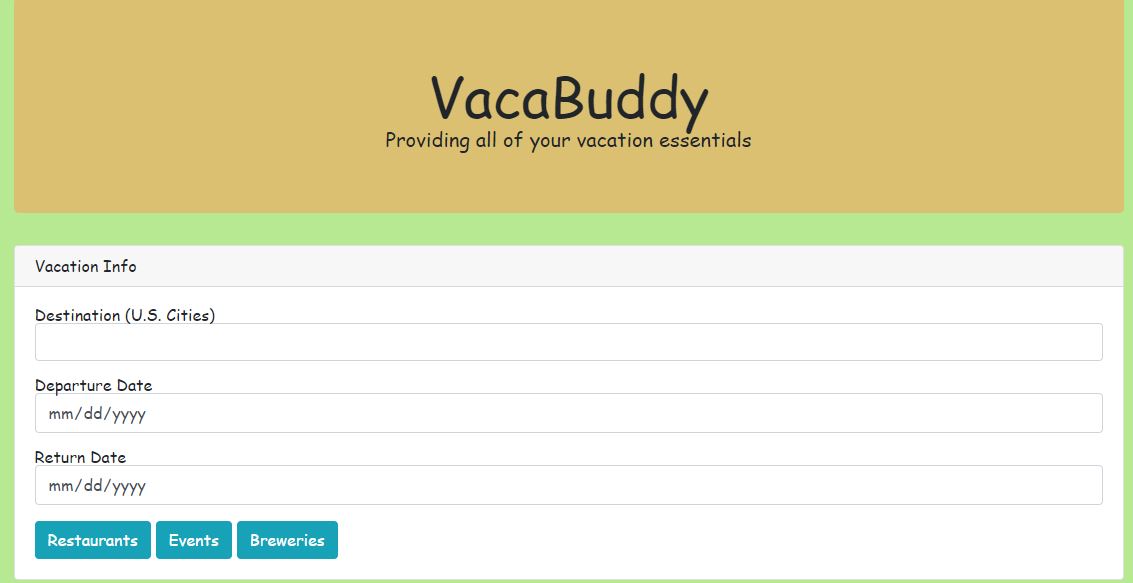 VacaBuddy
Providing all of your vacation essentials
Vacation Info
Destination (U.S. Cities)
Departure Date
mm/dd/yyyy
Return Date
mm/dd/yyyy
Restaurants Events Breweries